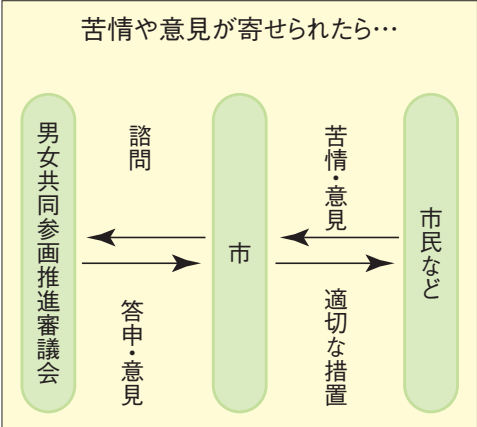 苦情や意見が寄せられたら…
市民など
苦情・意見
適切な措置
市
諮問
答申・意見
男女共同参画推進審議会